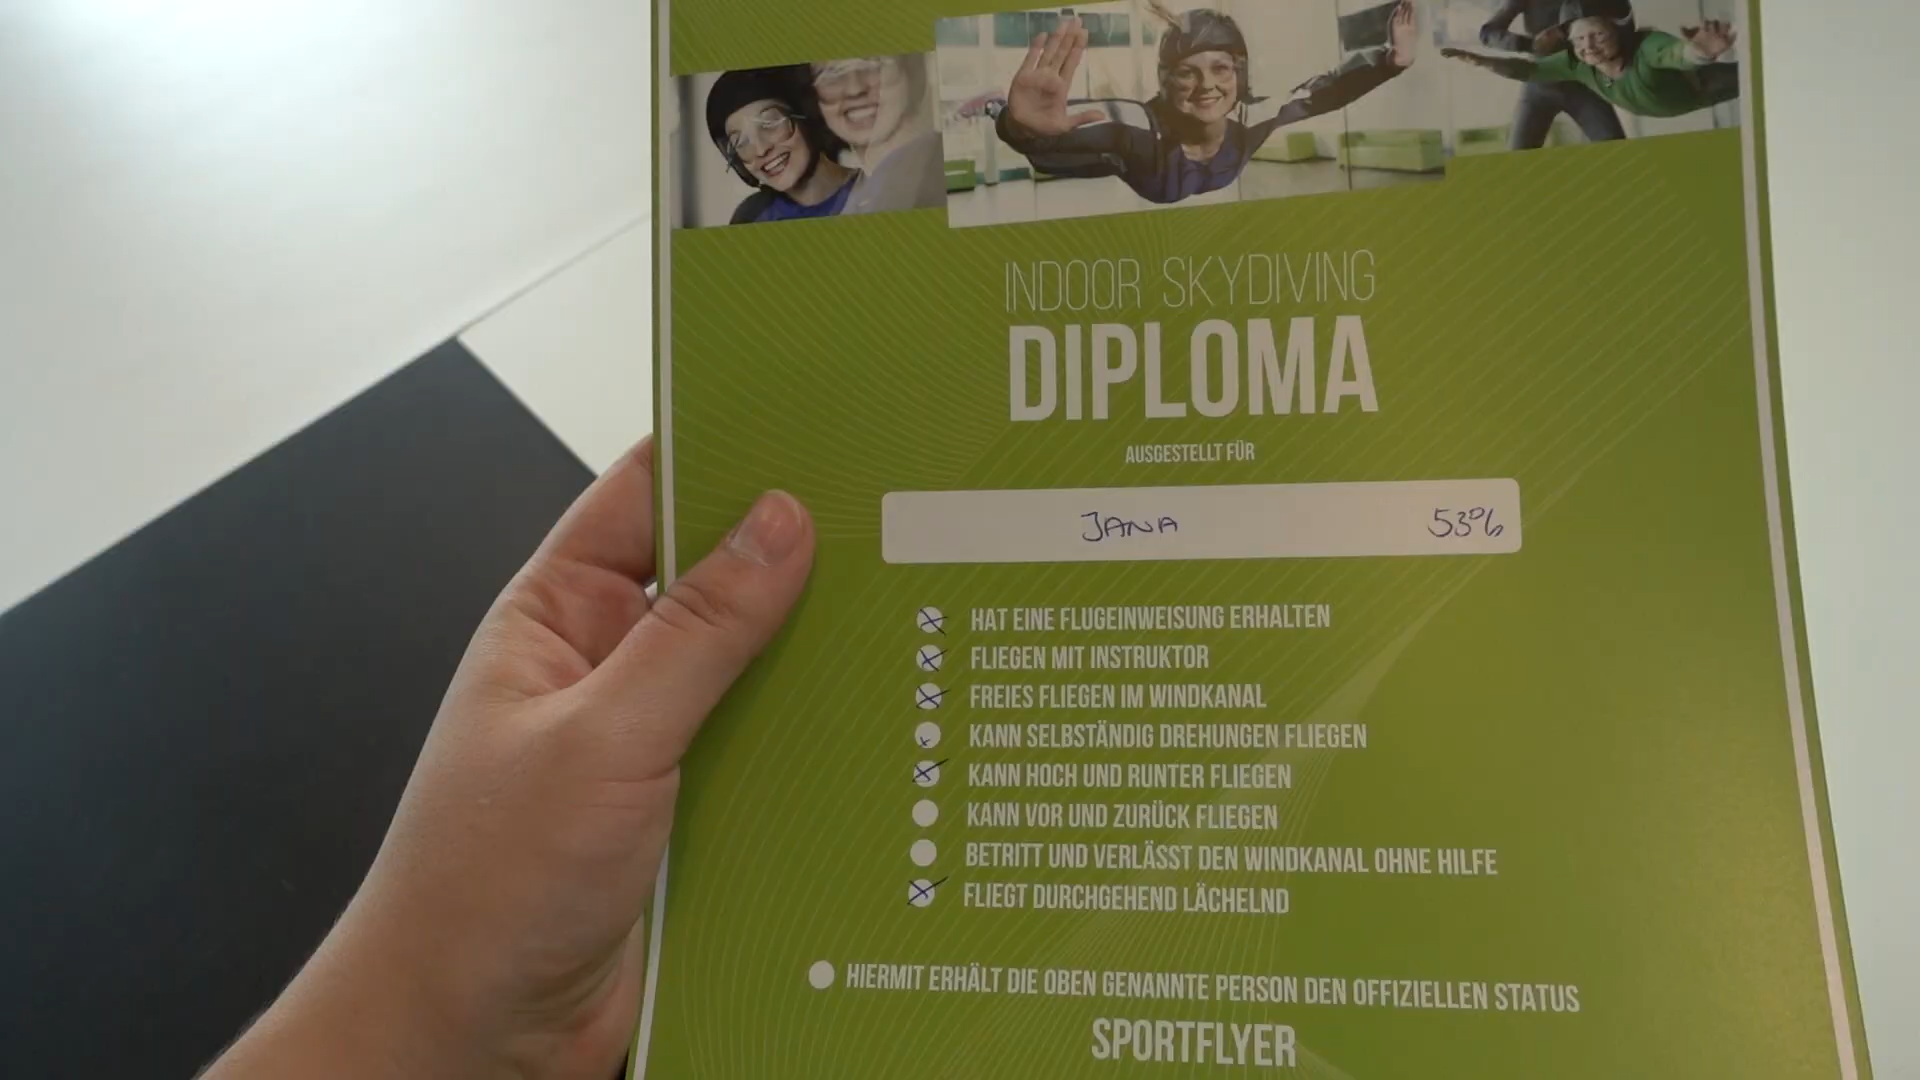 INDOOR SKYDIVING
DIPLOMA
AUSGESTELLT FÜR
JANA 53%
HAT EINE FLUGEINWEISUNG ERHALTEN
FLIEGEN MIT INSTRUKTOR
FREIES FLIEGEN IM WINDKANAL
KANN SELBSTÄNDIG DREHUNGEN FLIEGEN
KANN HOCH UND RUNTER FLIEGEN
KANN VOR UND ZURÜCK FLIEGEN
BETRITT UND VERLÄSST DEN WINDKANAL OHNE HILFE
FLIEGT DURCHGEHEND LÄCHELND
HIERMIT ERHÄLT DIE OBEN GENANNTE PERSON DEN OFFIZIELLEN STATUS
SPORTFLYER